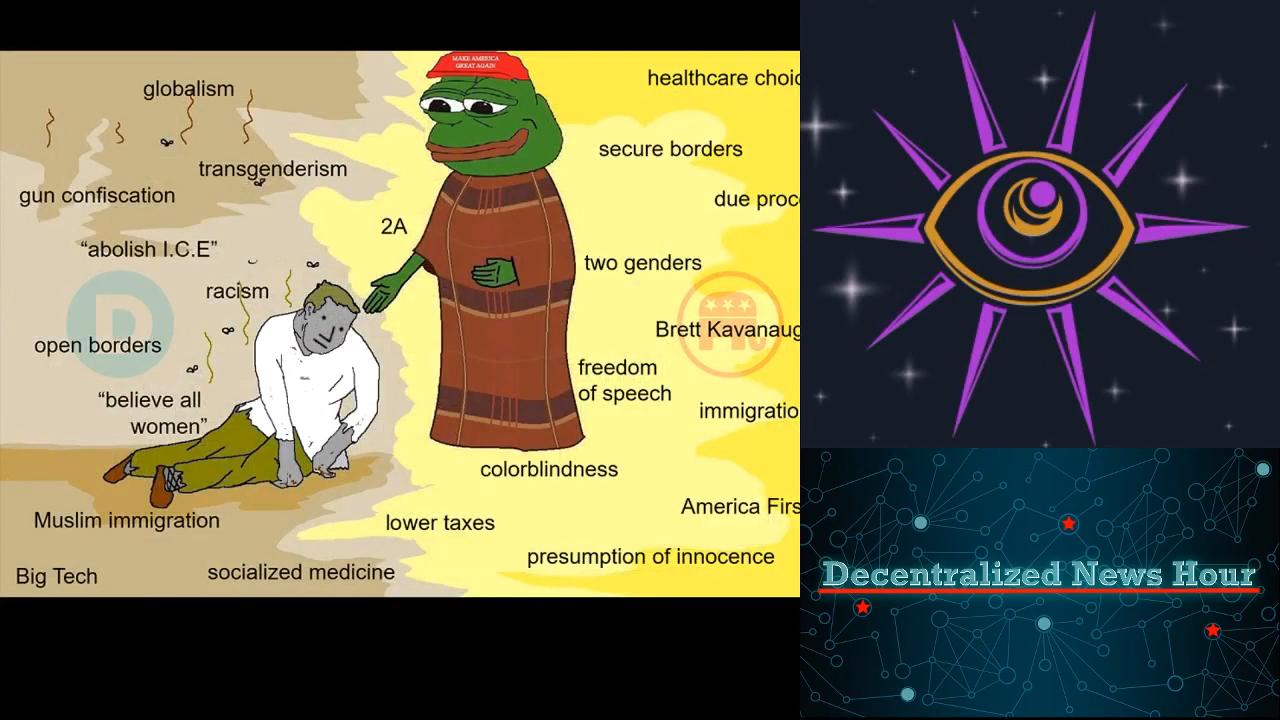 MAKE AMERICA
GREAT AGAIN
globalism
healthcare choic
secure borders
transgenderism
gun confiscation
due proc
2A
"abolish I.C.E"
two genders
racism
D
Brett Kavanaug
open borders
freedom
of speech
"believe all
women"
immigratio
colorblindness
America Firs
Muslim immigration
lower taxes
presumption of innocence
Big Tech
socialized medicine
Decentralized News Hour